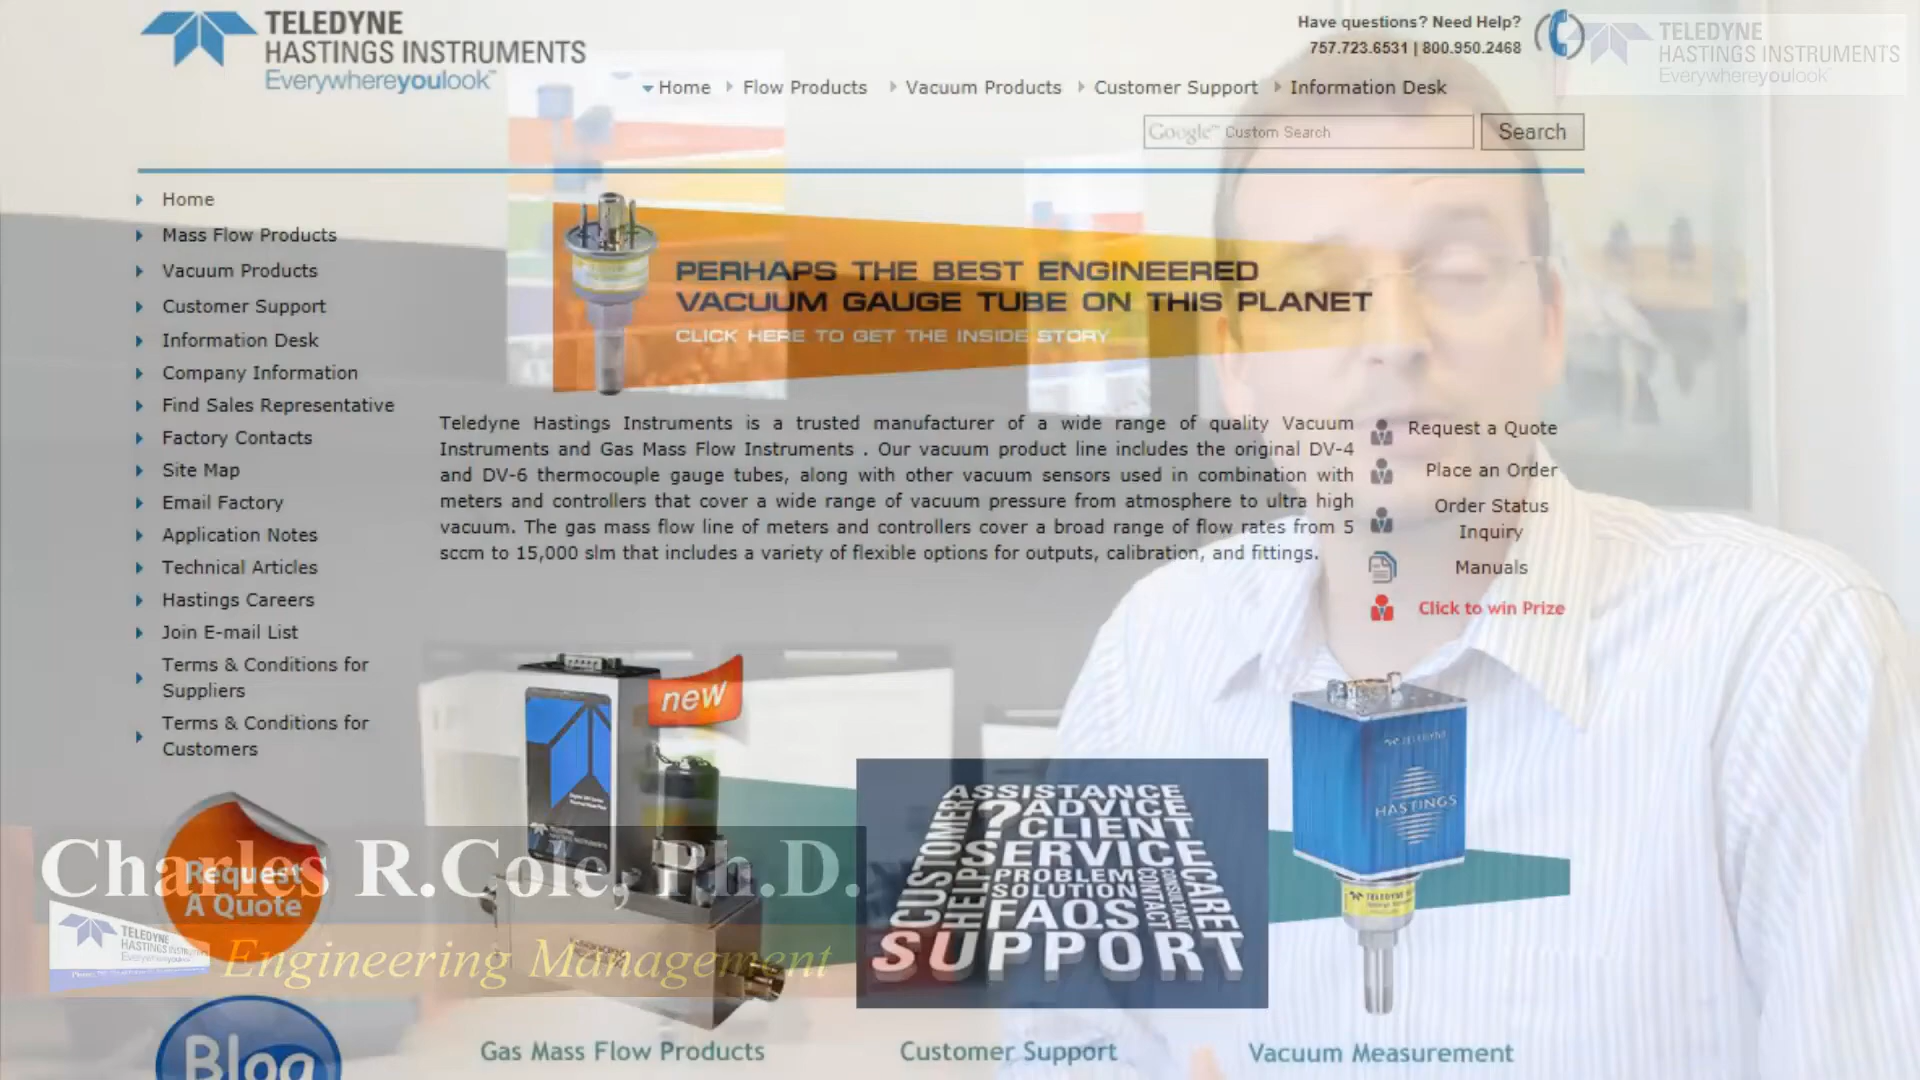 TELEDYNE
HASTINGS INSTRUMENTS
Everywhereyoulook™
Have questions? Need Help?
757.723.6531 | 800.950.2468
TELEDYNE
HASTINGS INSTRUMENTS
Everywhereyoulook™
Home
Flow Products
Vacuum Products
Customer Support
Information Desk
Google™ Custom Search
Search
Home
Mass Flow Products
Vacuum Products
Customer Support
Information Desk
Company Information
Find Sales Representative
Factory Contacts
Site Map
Email Factory
Application Notes
Technical Articles
Hastings Careers
Join E-mail List
Terms & Conditions for
Suppliers
Terms & Conditions for
Customers
PERHAPS THE BEST ENGINEERED
VACUUM GAUGE TUBE ON THIS PLANET
CLICK HERE TO GET THE INSIDE STORY
Teledyne Hastings Instruments is a trusted manufacturer of a wide range of quality Vacuum
Instruments and Gas Mass Flow Instruments . Our vacuum product line includes the original DV-4
and DV-6 thermocouple gauge tubes, along with other vacuum sensors used in combination with
meters and controllers that cover a wide range of vacuum pressure from atmosphere to ultra high
vacuum. The gas mass flow line of meters and controllers cover a broad range of flow rates from 5
sccm to 15,000 slm that includes a variety of flexible options for outputs, calibration, and fittings.
Request a Quote
Place an Order
Order Status
Inquiry
Manuals
Click to win Prize
new
ASSISTANCE
ADVICE
CLIENT
SERVICE
PROBLEM
SOLUTION
FAQS
SUPPORT
CUSTOMER
HELP
CONTACT
CONSULTANT
CARE
TELEDYNE
HASTINGS
Request
A Quote
Charles R.Cole, Ph.D.
Engineering Management
TELEDYNE
HASTINGS INSTRUMENTS
Everywhereyoulook
Blog
Gas Mass Flow Products
Customer Support
Vacuum Measurement